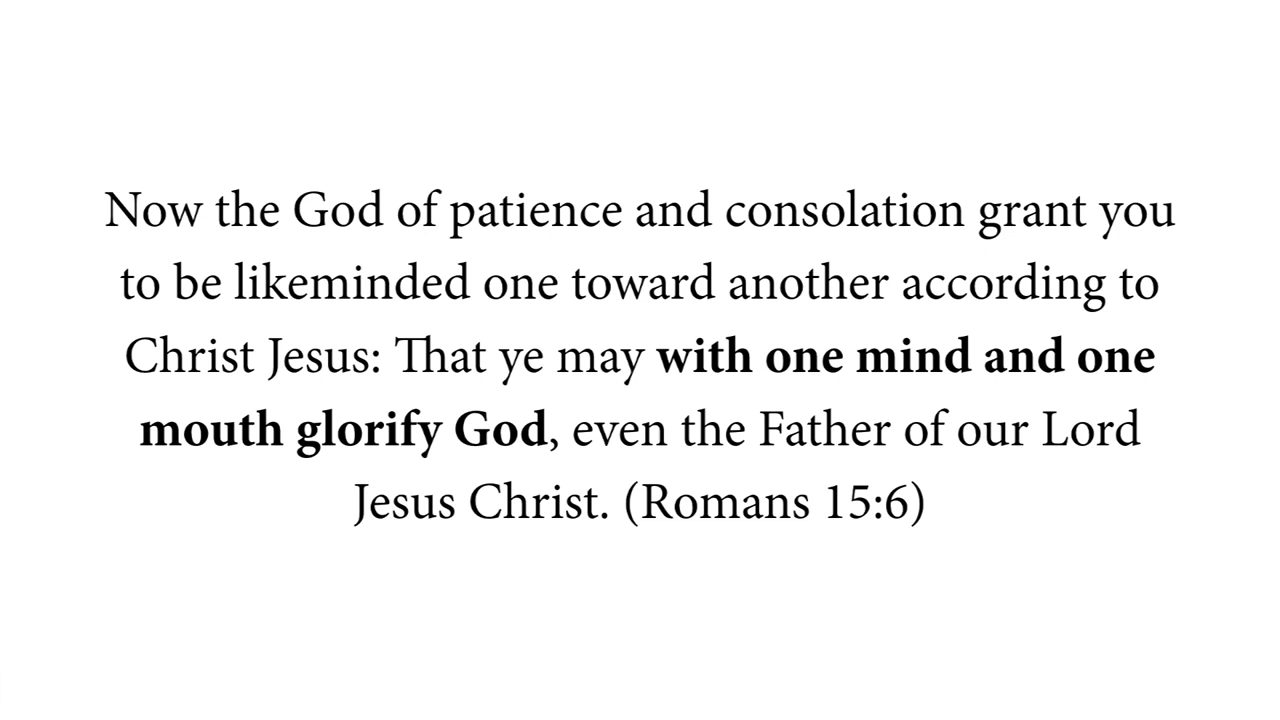 Now the God of patience and consolation grant you
to be likeminded one toward another according to
Christ Jesus: That ye may with one mind and one
mouth glorify God, even the Father of our Lord
Jesus Christ. (Romans 15:6)